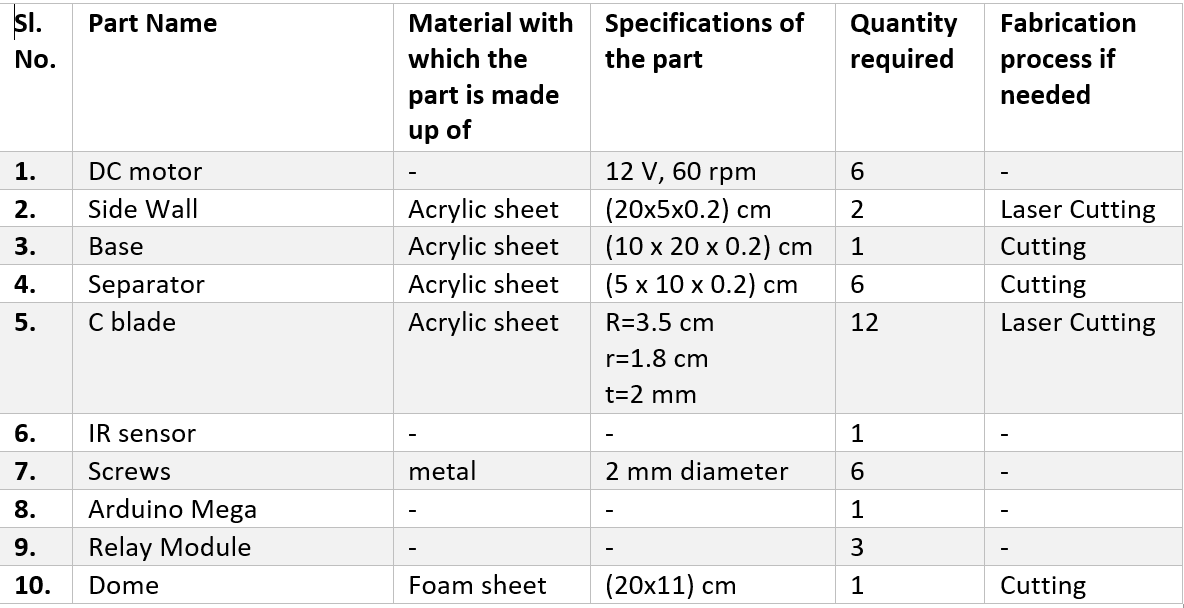 Sl. No. | Part Name | Material with which the part is made up of | Specifications of the part | Quantity required | Fabrication process if needed
1. | DC motor | - | 12 V, 60 rpm | 6 | -
2. | Side Wall | Acrylic sheet | (20x5x0.2) cm | 2 | Laser Cutting
3. | Base | Acrylic sheet | (10 x 20 x 0.2) cm | 1 | Cutting
4. | Separator | Acrylic sheet | (5 x 10 x 0.2) cm | 6 | Cutting
5. | C blade | Acrylic sheet | R=3.5 cm r=1.8 cm t=2 mm | 12 | Laser Cutting
6. | IR sensor | - | - | 1 | -
7. | Screws | metal | 2 mm diameter | 6 | -
8. | Arduino Mega | - | - | 1 | -
9. | Relay Module | - | - | 3 | -
10. | Dome | Foam sheet | (20x11) cm | 1 | Cutting